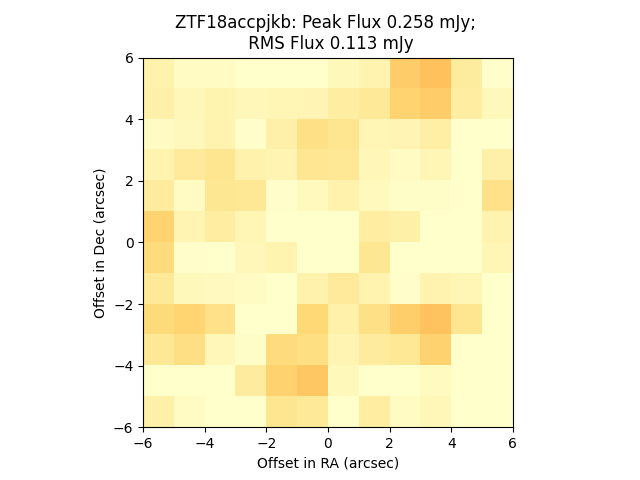 ZTF18accpjkb: Peak Flux 0.258 mJy;
RMS Flux 0.113 mJy
6
4
2
0
−2
−4
−6
Offset in Dec (arcsec)
−6 −4 −2 0 2 4 6
Offset in RA (arcsec)